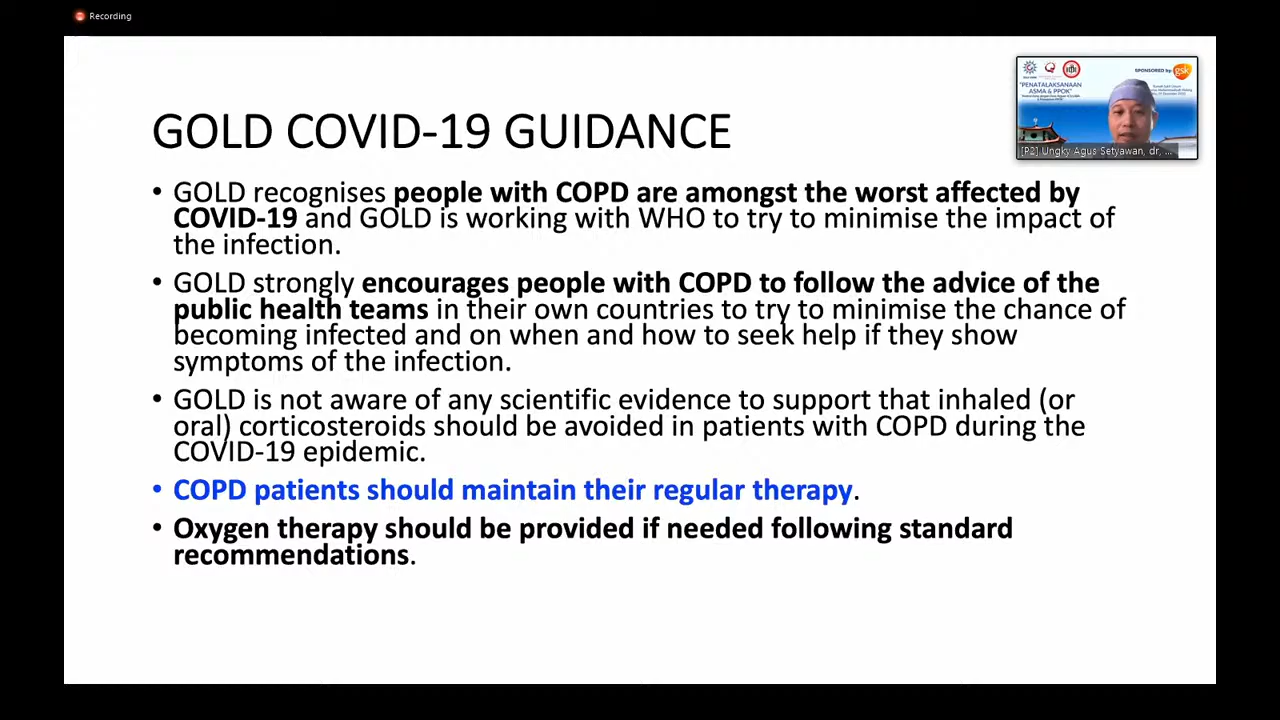 Recording
SPONSORED by gsk
"PENATALAKSANAAN
ASMA & PPOK"
[P2] Ungky Agus Setyawan, dr, ...
GOLD COVID-19 GUIDANCE
• GOLD recognises people with COPD are amongst the worst affected by
COVID-19 and GOLD is working with WHO to try to minimise the impact of
the infection.
• GOLD strongly encourages people with COPD to follow the advice of the
public health teams in their own countries to try to minimise the chance of
becoming infected and on when and how to seek help if they show
symptoms of the infection.
• GOLD is not aware of any scientific evidence to support that inhaled (or
oral) corticosteroids should be avoided in patients with COPD during the
COVID-19 epidemic.
• COPD patients should maintain their regular therapy.
• Oxygen therapy should be provided if needed following standard
recommendations.